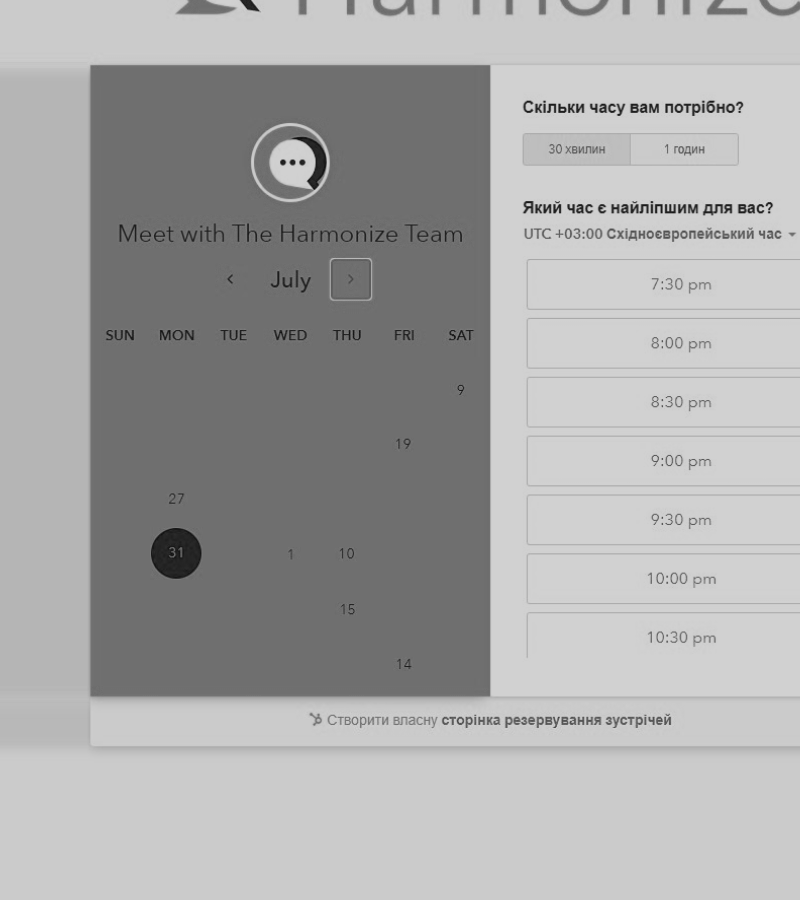 Harmonize
Скільки часу вам потрібно?
30 хвилин
1 годин
Який час є найліпшим для вас?
UTC +03:00 Східноєвропейський час
Meet with The Harmonize Team
July
SUN MON TUE WED THU FRI SAT
9
19
27
31 1 10
15
14
7:30 pm
8:00 pm
8:30 pm
9:00 pm
9:30 pm
10:00 pm
10:30 pm
Створити власну сторінка резервування зустрічей